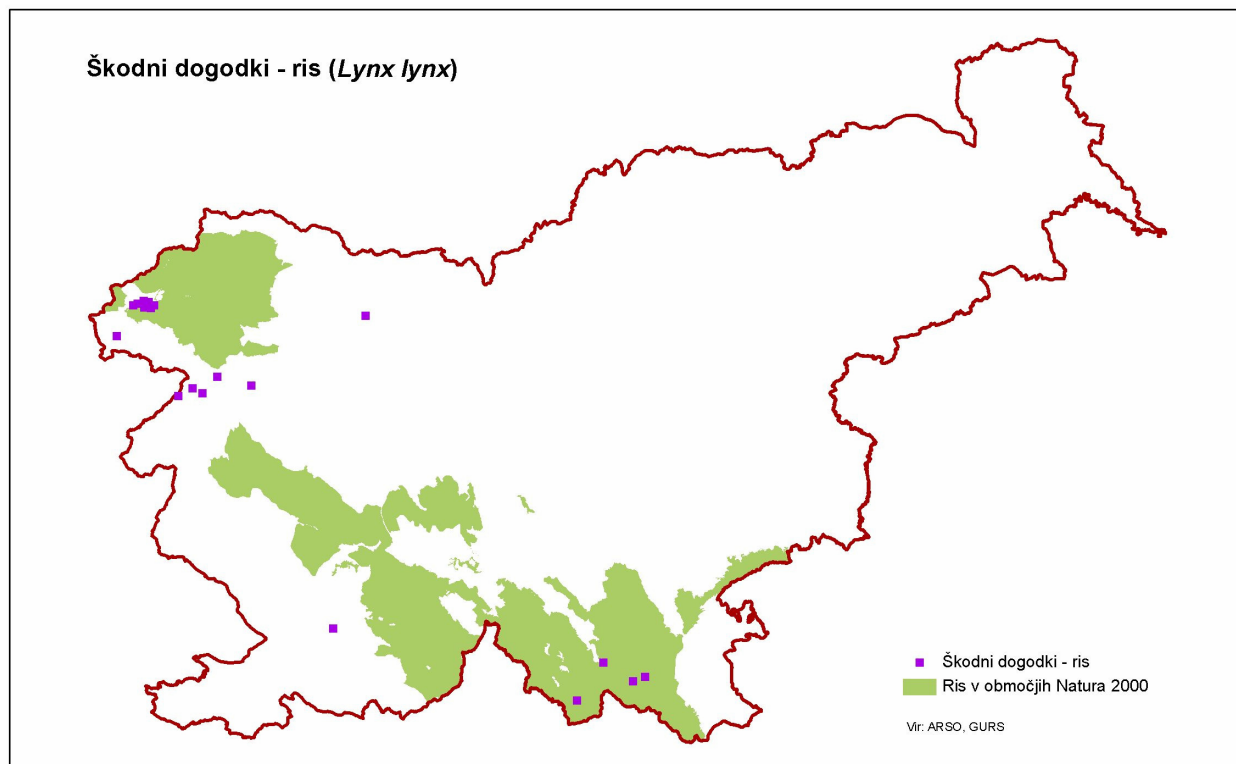 Škodni dogodki - ris (Lynx lynx)
Škodni dogodki - ris
Ris v območjih Natura 2000
Vir: ARSO, GURS